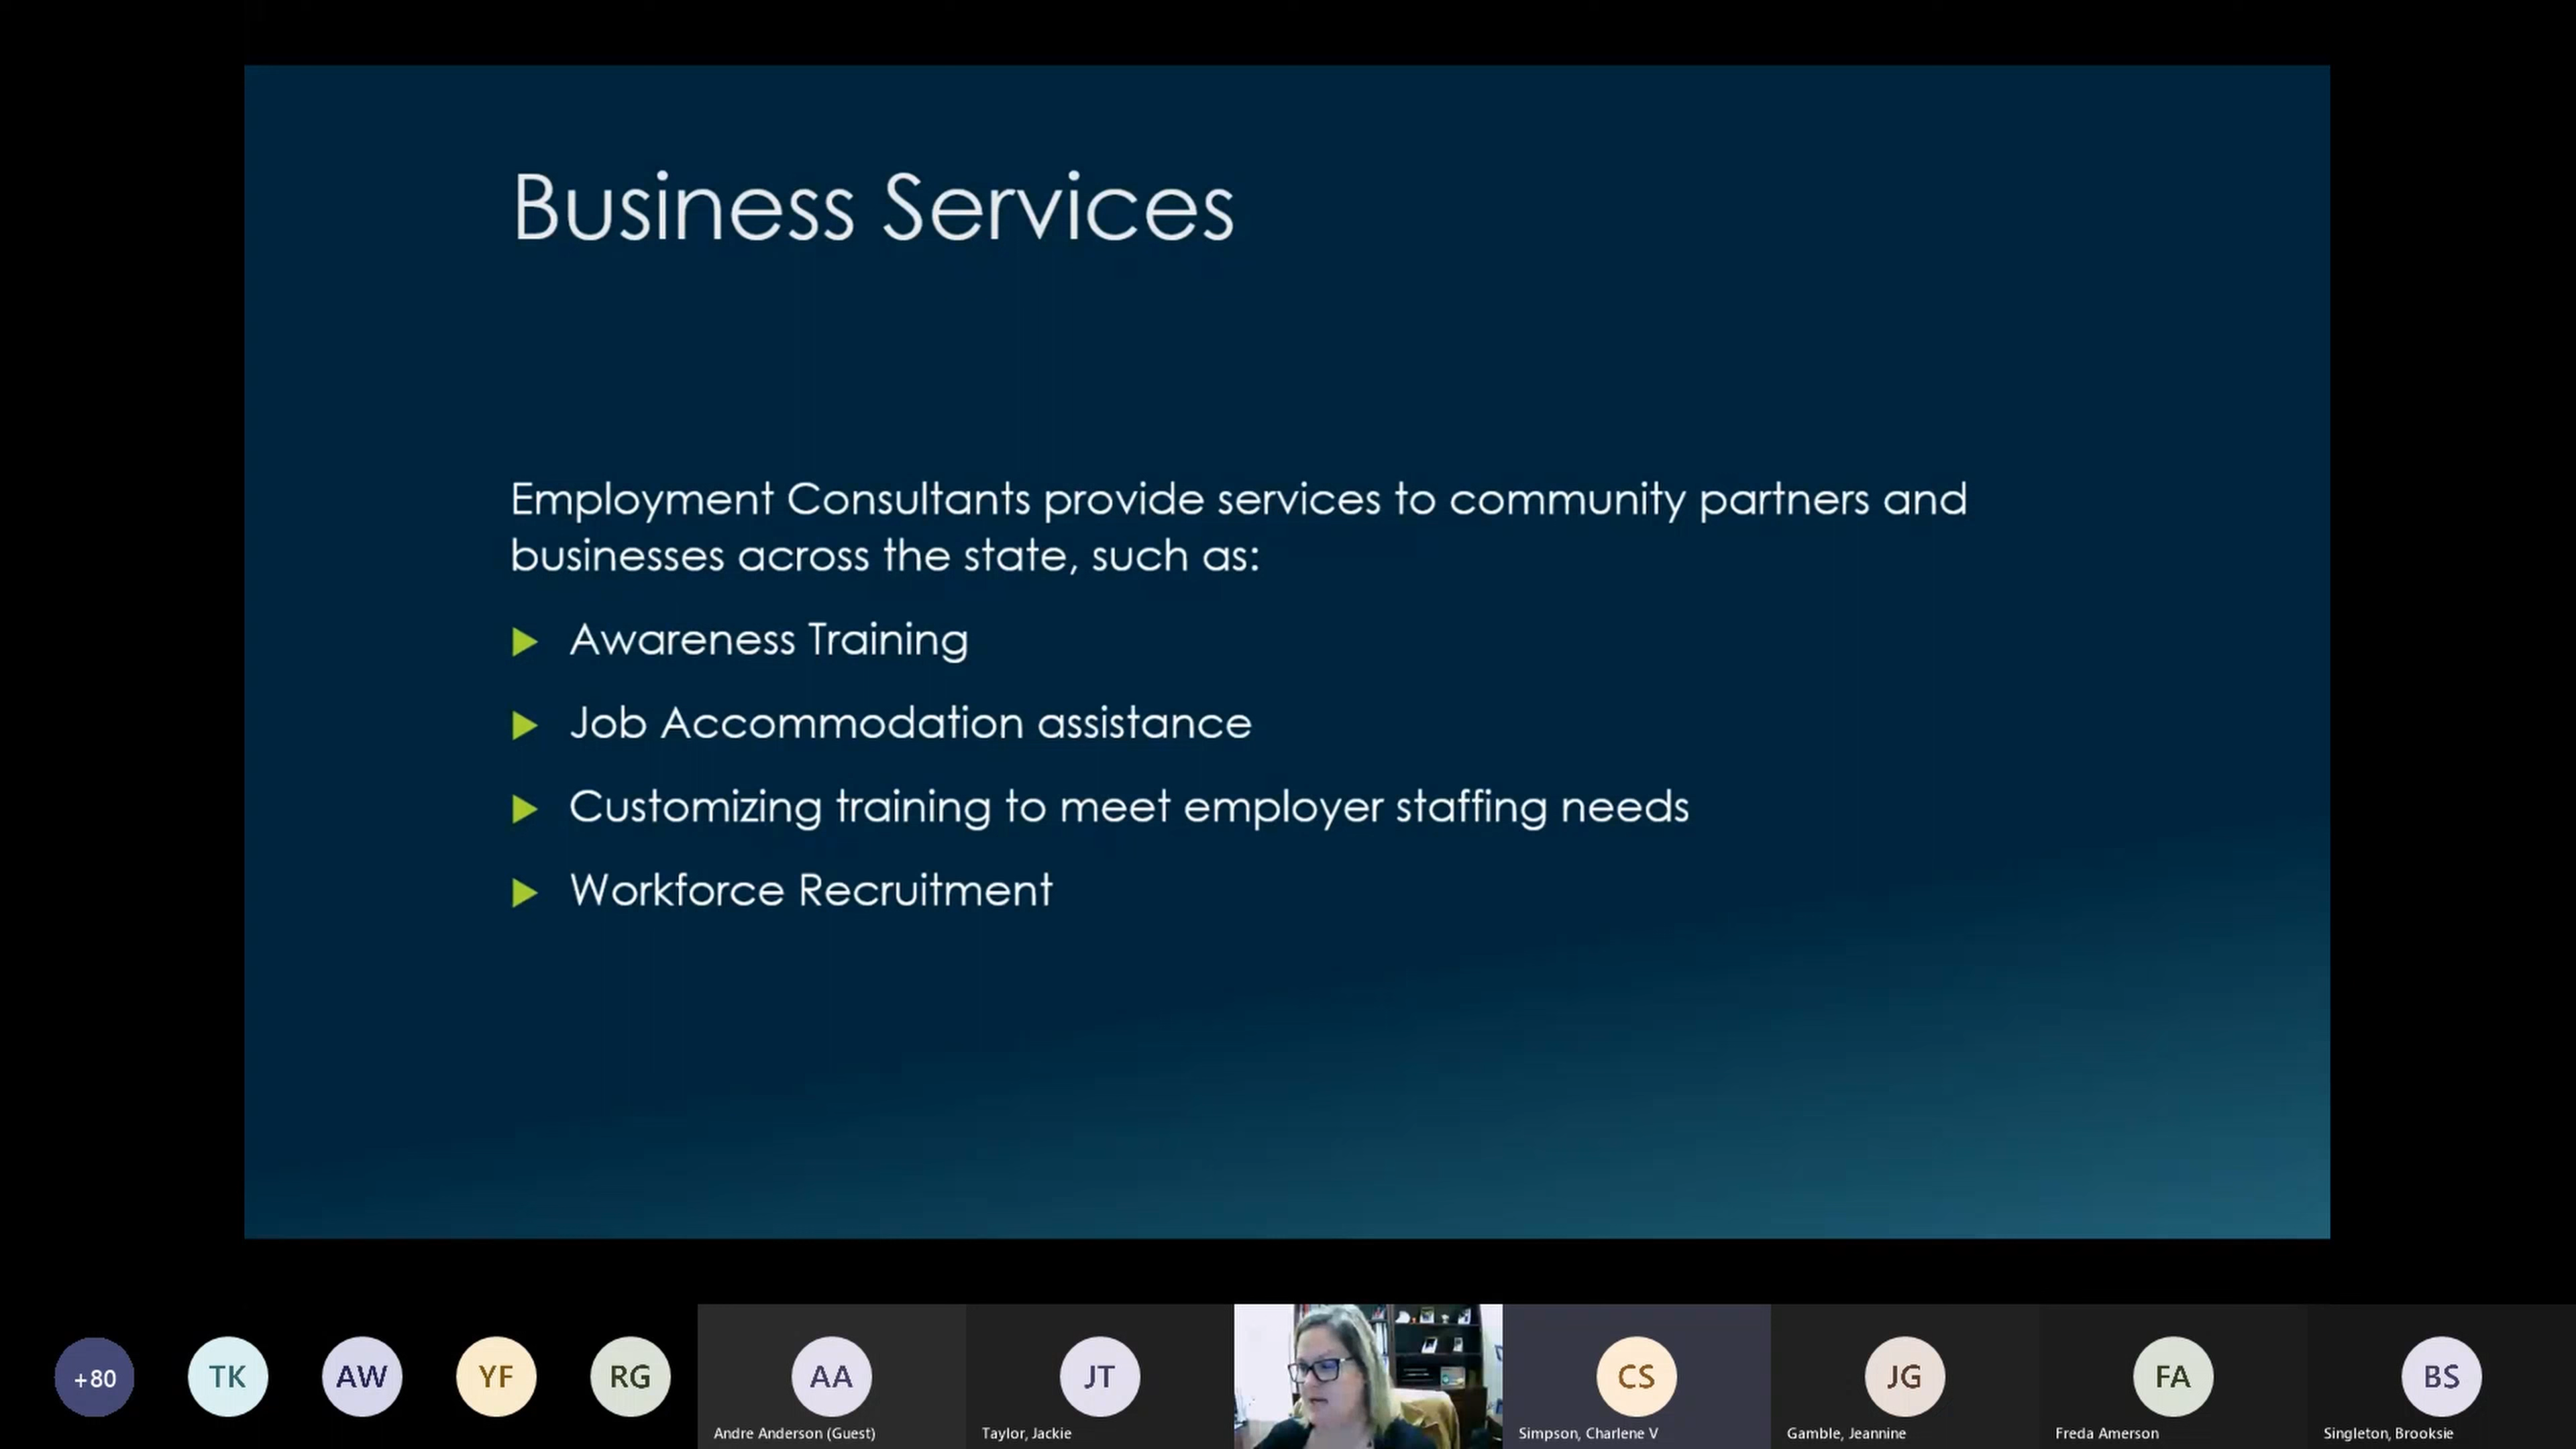 Business Services
Employment Consultants provide services to community partners and
businesses across the state, such as:
Awareness Training
Job Accommodation assistance
Customizing training to meet employer staffing needs
Workforce Recruitment
+80
TK
AW
YF
RG
AA
JT
CS
JG
FA
BS
Andre Anderson (Guest)
Taylor, Jackie
Simpson, Charlene V
Gamble, Jeannine
Freda Amerson
Singleton, Brooksie